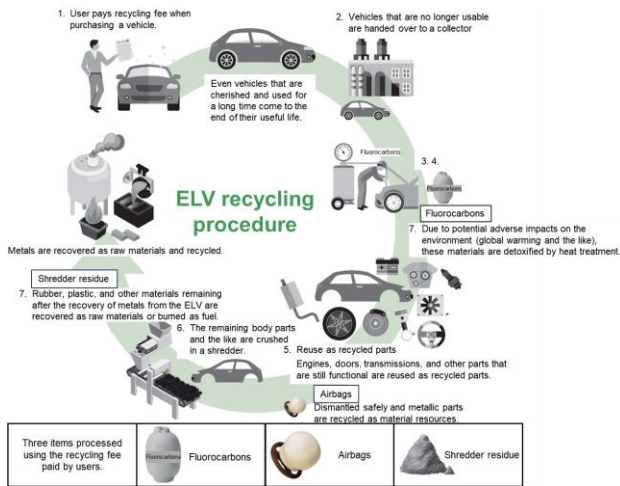 1. User pays recycling fee when
purchasing a vehicle.
2. Vehicles that are no longer usable
are handed over to a collector
Even vehicles that are
cherished and used for
a long time come to the
end of their useful life.
Fluorocarbons
3. 4.
Fluorocarbons
Fluorocarbons
7. Due to potential adverse impacts on the
environment (global warming and the like),
these materials are detoxified by heat treatment.
ELV recycling
procedure
Metals are recovered as raw materials and recycled.
Shredder residue
7. Rubber, plastic, and other materials remaining
after the recovery of metals from the ELV are
recovered as raw materials or burned as fuel.
6. The remaining body parts
and the like are crushed
in a shredder.
5. Reuse as recycled parts
Engines, doors, transmissions, and other parts that
are still functional are reused as recycled parts.
Airbags
Dismantled safely and metallic parts
are recycled as material resources.
Three items processed
using the recycling fee
paid by users.
Fluorocarbons
Fluorocarbons
Airbags
Shredder residue